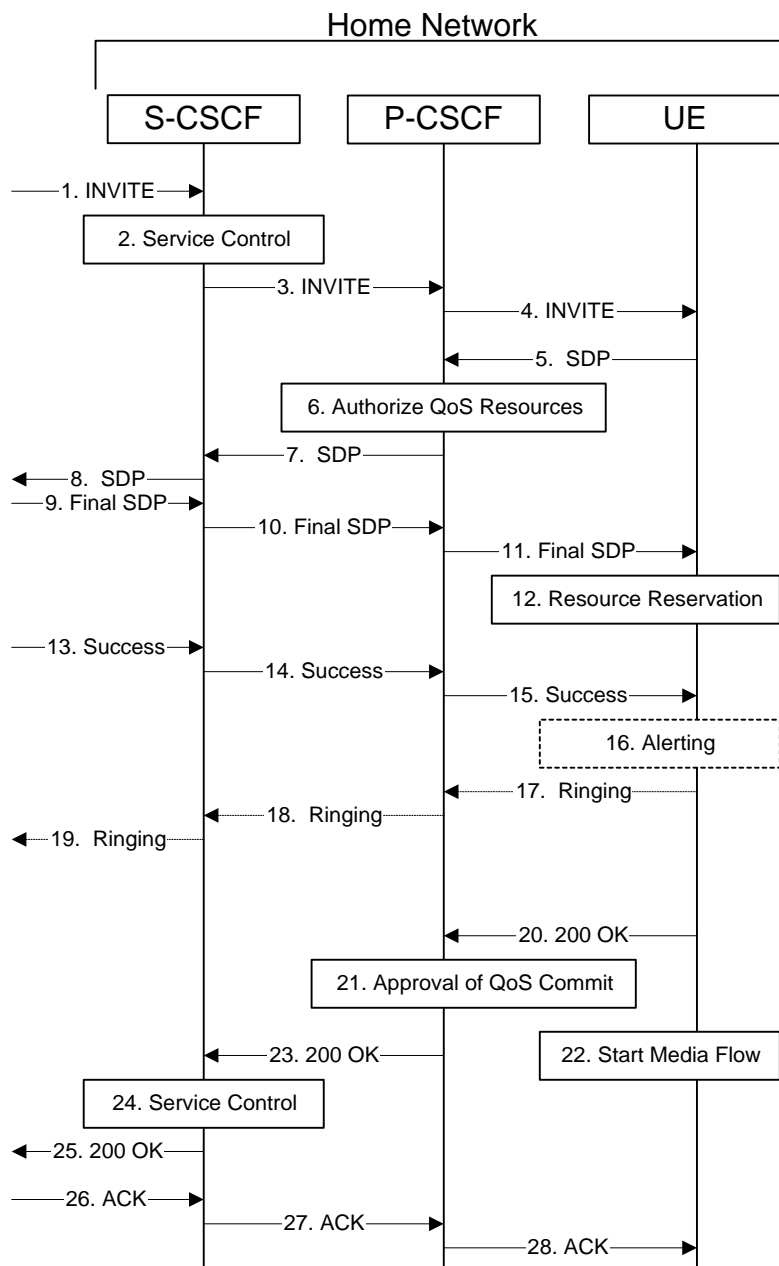 Home Network
S-CSCF
P-CSCF
UE
1. INVITE
2. Service Control
3. INVITE
4. INVITE
5. SDP
6. Authorize QoS Resources
7. SDP
8. SDP
9. Final SDP
10. Final SDP
11. Final SDP
12. Resource Reservation
13. Success
14. Success
15. Success
16. Alerting
17. Ringing
18. Ringing
19. Ringing
20. 200 OK
21. Approval of QoS Commit
22. Start Media Flow
23. 200 OK
24. Service Control
25. 200 OK
26. ACK
27. ACK
28. ACK